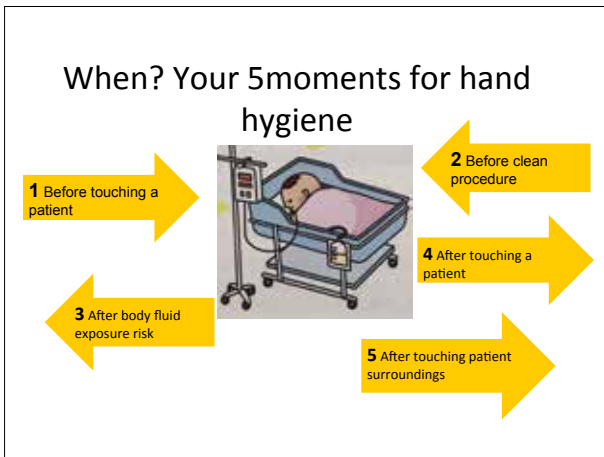 When? Your 5moments for hand
hygiene
1 Before touching a
patient
2 Before clean
procedure
3 After body fluid
exposure risk
4 After touching a
patient
5 After touching patient
surroundings